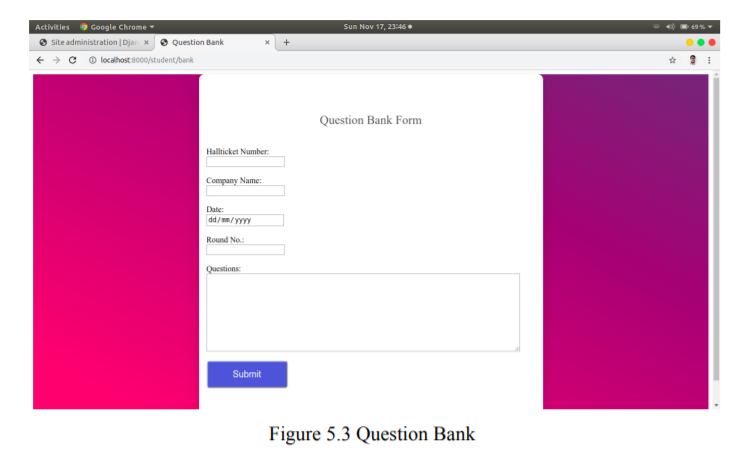 Activities Google Chrome Sun Nov 17, 23:46 69 %
Site administration | Djan Question Bank
localhost:8000/student/bank
Question Bank Form
Hallticket Number:
Company Name:
Date:
dd/mm/yyyy
Round No.:
Questions:
Submit
Figure 5.3 Question Bank